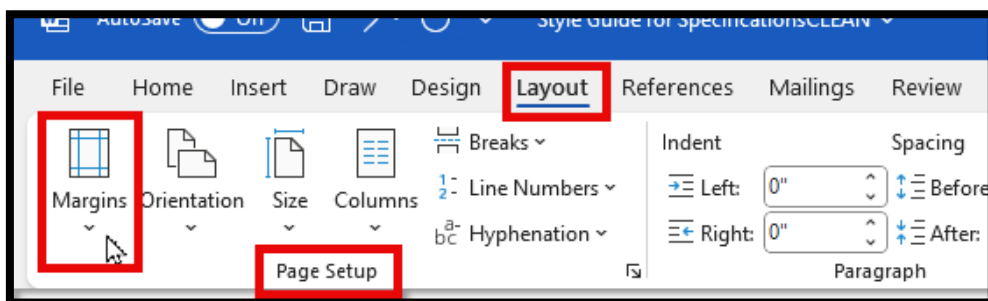 AutoSave Off Style Guide for SpecificationsCLEAN
File Home Insert Draw Design Layout References Mailings Review
Margins Orientation Size Columns
Breaks
Line Numbers
Hyphenation
Page Setup
Indent
Left: 0"
Right: 0"
Spacing
Before
After:
Paragraph